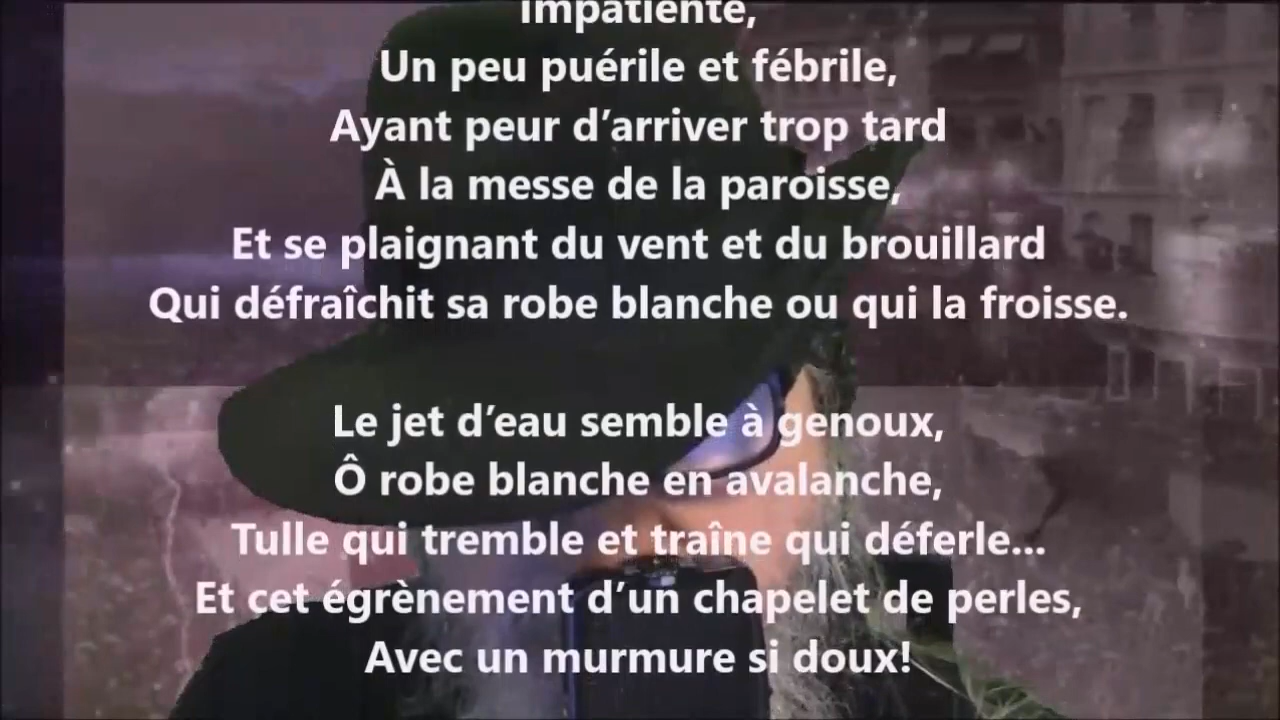 Impatiente,
Un peu puérile et fébrile,
Ayant peur d’arriver trop tard
À la messe de la paroisse,
Et se plaignant du vent et du brouillard
Qui défraîchit sa robe blanche ou qui la froisse.
Le jet d’eau semble à genoux,
Ô robe blanche en avalanche,
Tulle qui tremble et traîne qui déferle...
Et cet égrènement d’un chapelet de perles,
Avec un murmure si doux!